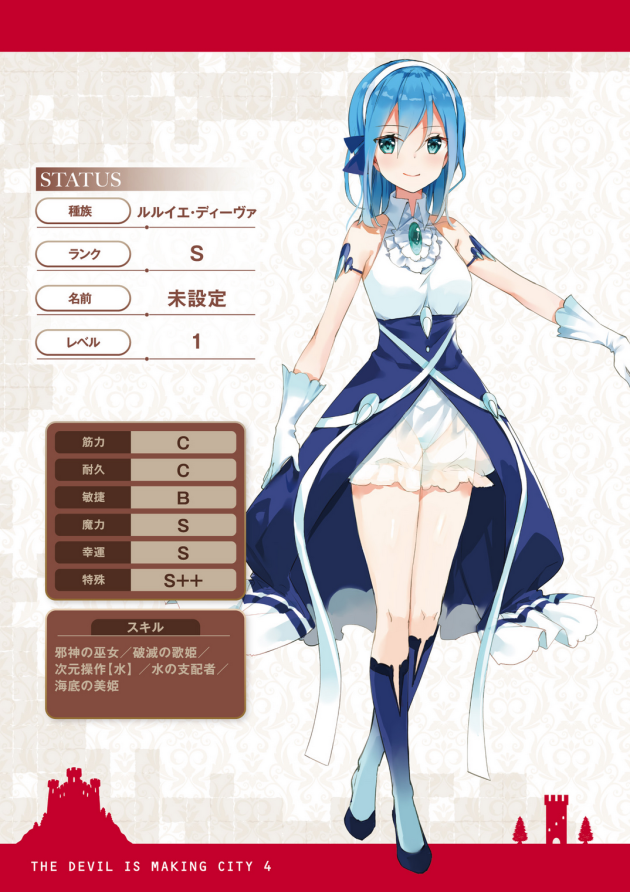 STATUS
種族 ルルイエ・ディーヴァ
ランク S
名前 未設定
レベル 1
筋力 C
耐久 C
敏捷 B
魔力 S
幸運 S
特殊 S++
スキル
邪神の巫女／破滅の歌姫／
次元操作【水】／水の支配者／
海底の美姫
THE DEVIL IS MAKING CITY 4